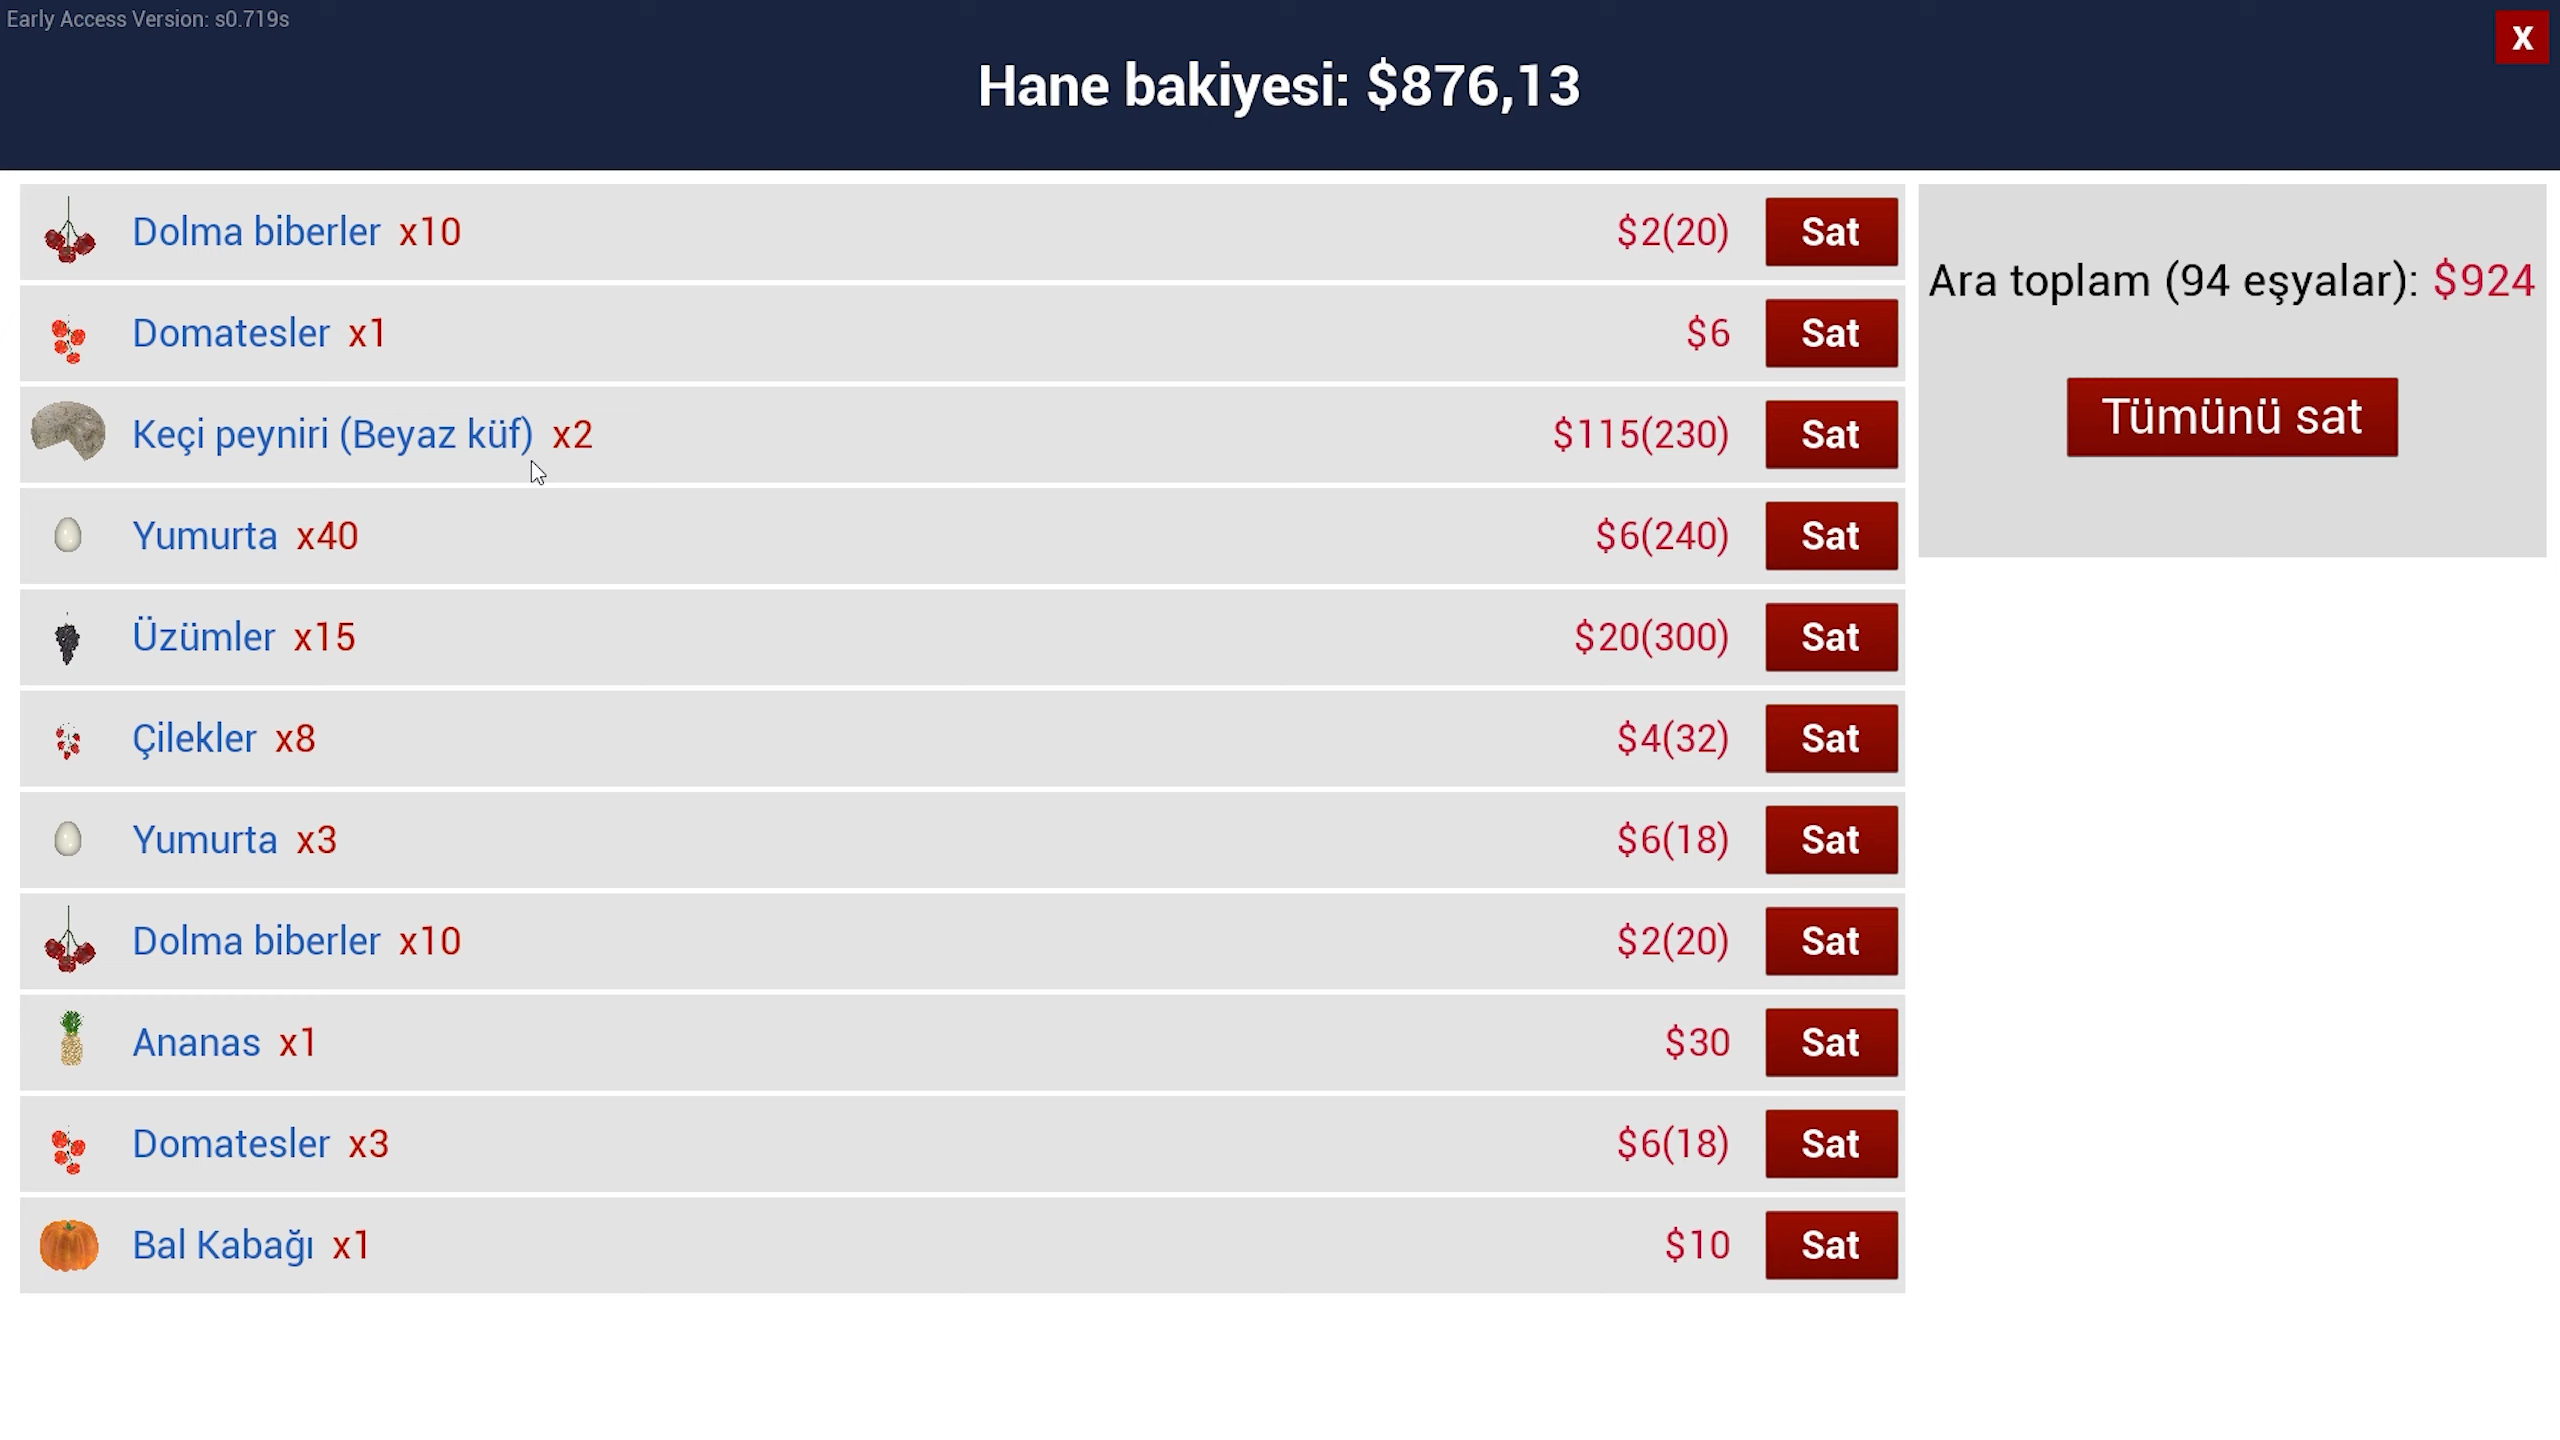 Early Access Version: s0.719s
X
Hane bakiyesi: $876,13
Dolma biberler x10 $2(20) Sat
Domatesler x1 $6 Sat
Keçi peyniri (Beyaz küf) x2 $115(230) Sat
Yumurta x40 $6(240) Sat
Üzümler x15 $20(300) Sat
Çilekler x8 $4(32) Sat
Yumurta x3 $6(18) Sat
Dolma biberler x10 $2(20) Sat
Ananas x1 $30 Sat
Domatesler x3 $6(18) Sat
Bal Kabağı x1 $10 Sat
Ara toplam (94 eşyalar): $924
Tümünü sat